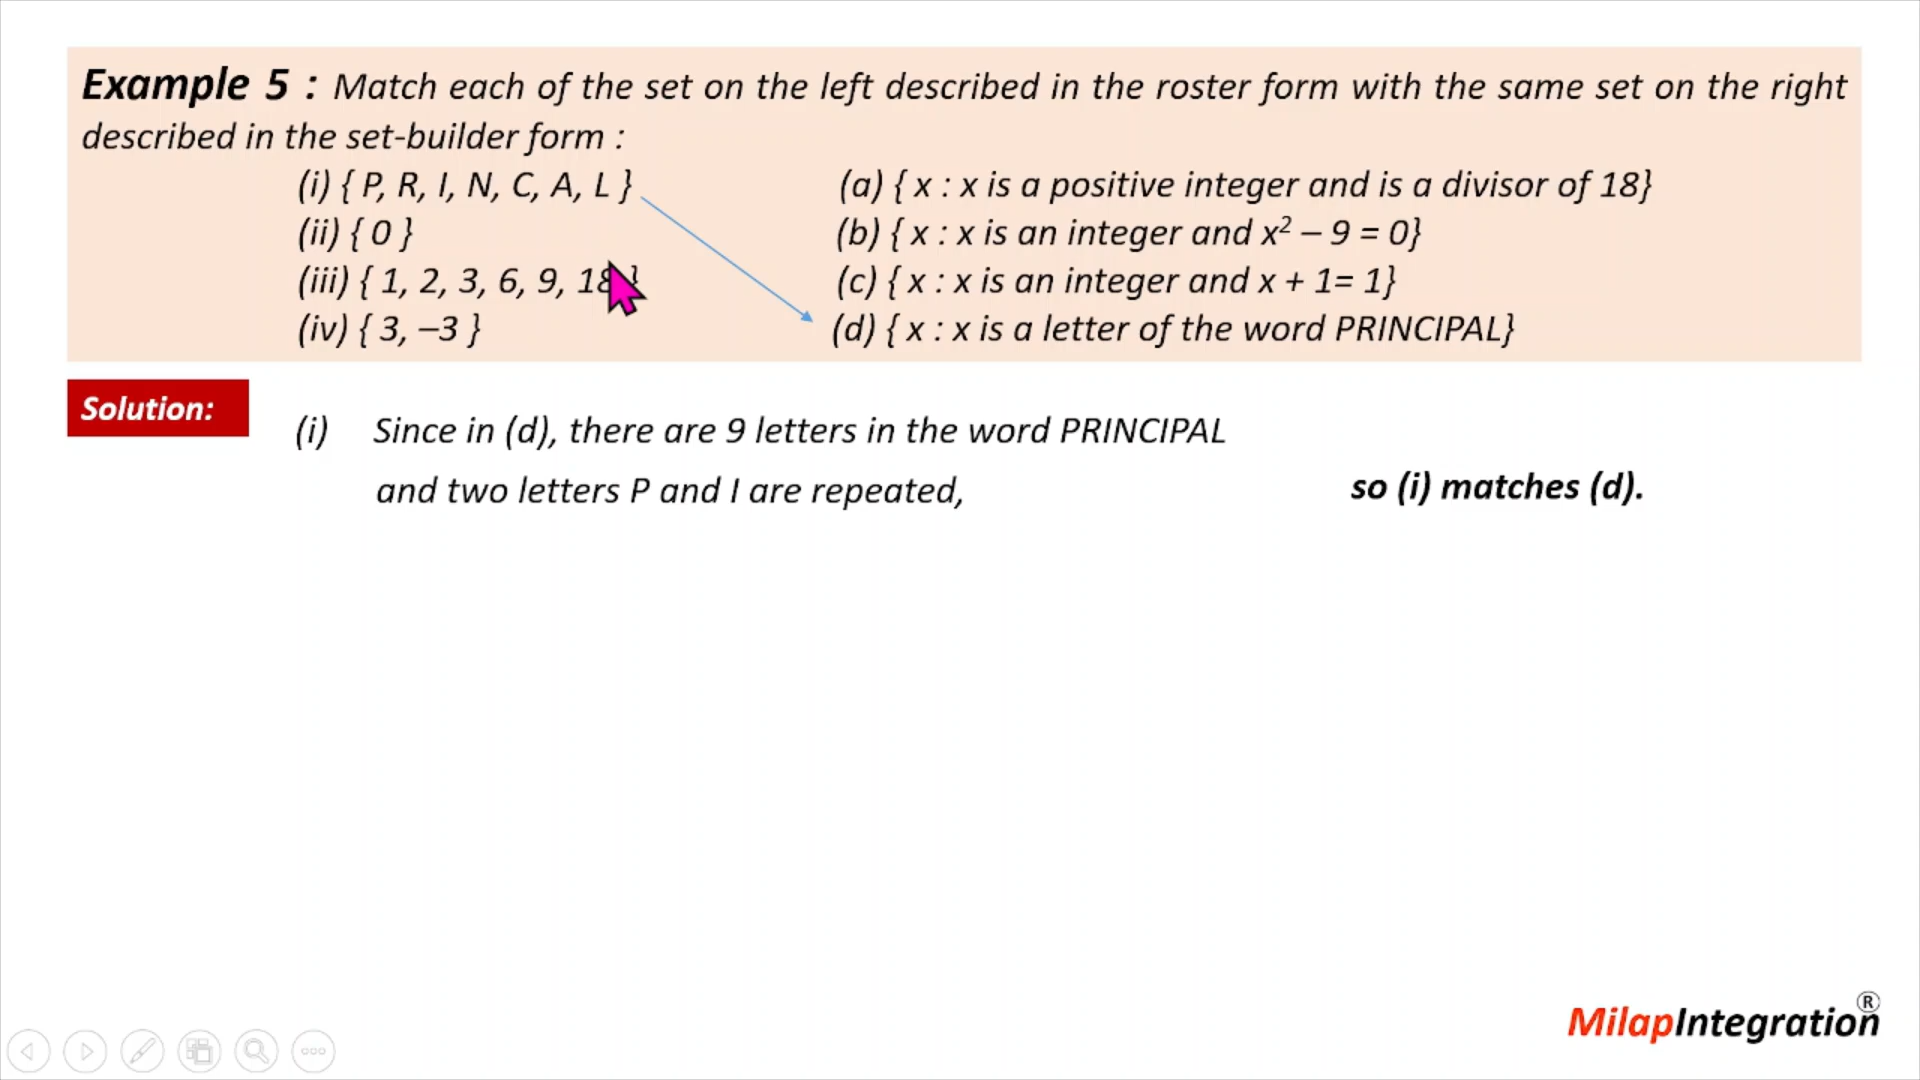 Example 5 : Match each of the set on the left described in the roster form with the same set on the right
described in the set-builder form :
(i) { P, R, I, N, C, A, L } (a) { x : x is a positive integer and is a divisor of 18}
(ii) { 0 } (b) { x : x is an integer and x² – 9 = 0}
(iii) { 1, 2, 3, 6, 9, 18 } (c) { x : x is an integer and x + 1= 1}
(iv) { 3, –3 } (d) { x : x is a letter of the word PRINCIPAL}
Solution:
(i) Since in (d), there are 9 letters in the word PRINCIPAL
and two letters P and I are repeated, so (i) matches (d).
MilapIntegration®